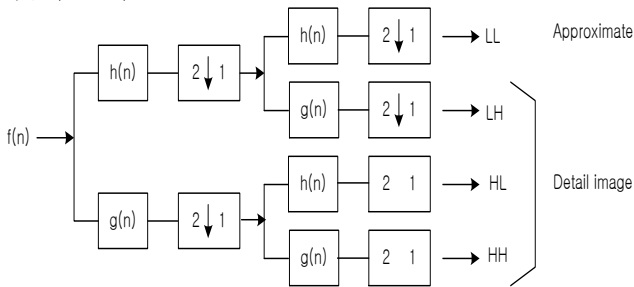 h(n) 2 1 LL Approximate
h(n) 2 1
g(n) 2 1 LH
f(n)
h(n) 2 1 HL Detail image
g(n) 2 1
g(n) 2 1 HH